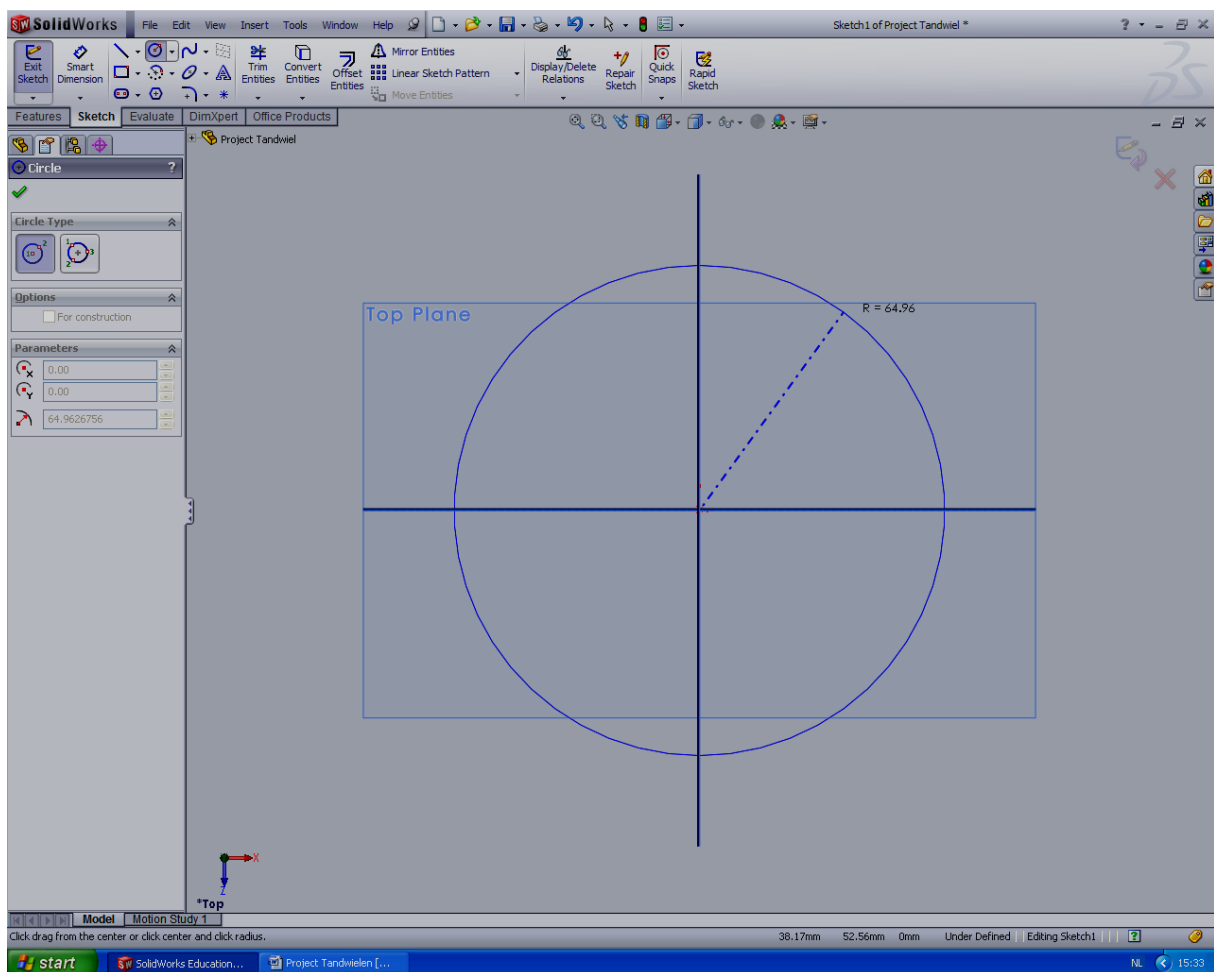 SolidWorks File Edit View Insert Tools Window Help Sketch1 of Project Tandwiel *
Exit Sketch
Smart Dimension
Trim Entities
Convert Entities
Offset Entities
Mirror Entities
Linear Sketch Pattern
Move Entities
Display/Delete Relations
Repair Sketch
Quick Snaps
Rapid Sketch
Features Sketch Evaluate DimXpert Office Products
Project Tandwiel
Circle ?
Circle Type
Options
For construction
Parameters
0.00
0.00
64.9626756
Top Plane
R = 64.96
X
Z
*Top
Model Motion Study 1
Click drag from the center or click center and click radius. 38.17mm 52.56mm 0mm Under Defined Editing Sketch1
start SolidWorks Education... Project Tandwielen [... NL 15:33